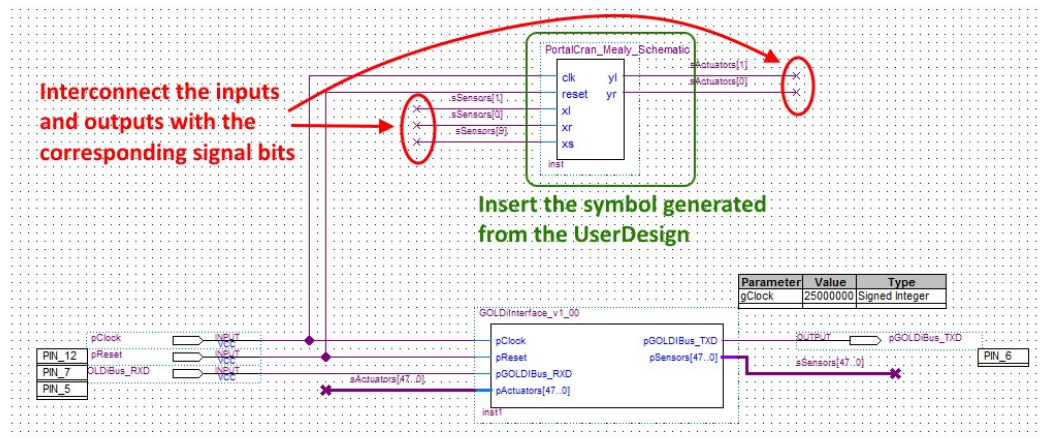 PortalCran_Mealy_Schematic
clk yl .sActuators[1]
reset yr .sActuators[0]
.sSensors[1] xl
.sSensors[0] xr
sSensors[9] xs
inst
Interconnect the inputs
and outputs with the
corresponding signal bits
Insert the symbol generated
from the UserDesign
Parameter Value Type
gClock 25000000 Signed Integer
GOLDiInterface_v1_00
pClock INPUT VCC pClock pGOLDIBus_TXD OUTPUT pGOLDIBus_TXD
PIN_12 pReset INPUT VCC pReset pSensors[47..0] sSensors[47..0] PIN_6
PIN_7 OLDiBus_RXD INPUT VCC pGOLDIBus_RXD
PIN_5 sActuators[47..0] pActuators[47..0]
inst1